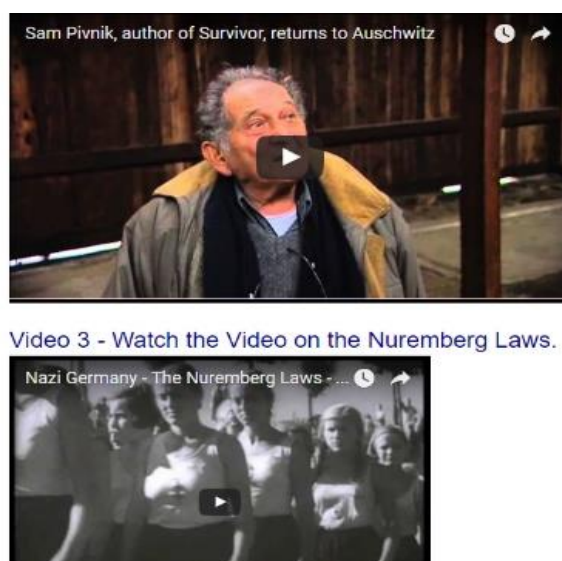 Sam Pivnik, author of Survivor, returns to Auschwitz
Video 3 - Watch the Video on the Nuremberg Laws.
Nazi Germany - The Nuremberg Laws - ...